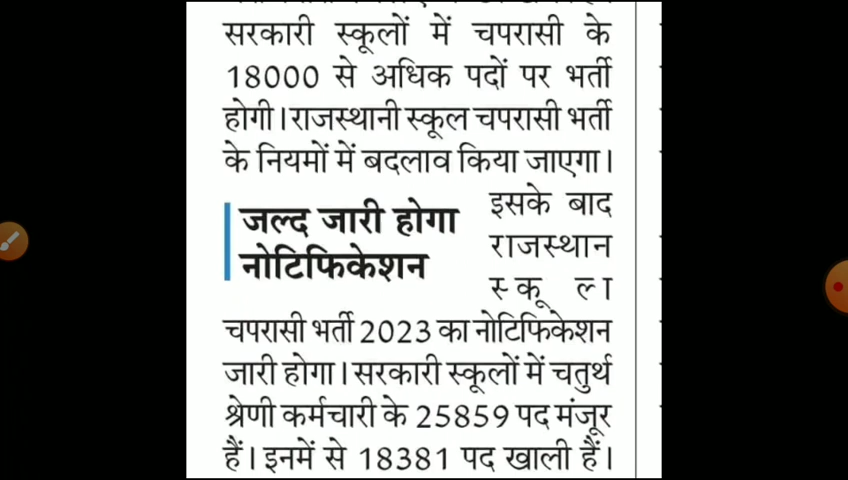 सरकारी स्कूलों में चपरासी के
18000 से अधिक पदों पर भर्ती
होगी। राजस्थानी स्कूल चपरासी भर्ती
के नियमों में बदलाव किया जाएगा।
जल्द जारी होगा
नोटिफिकेशन
इसके बाद
राजस्थान
स्कू ल ा
चपरासी भर्ती 2023 का नोटिफिकेशन
जारी होगा। सरकारी स्कूलों में चतुर्थ
श्रेणी कर्मचारी के 25859 पद मंजूर
हैं। इनमें से 18381 पद खाली हैं।